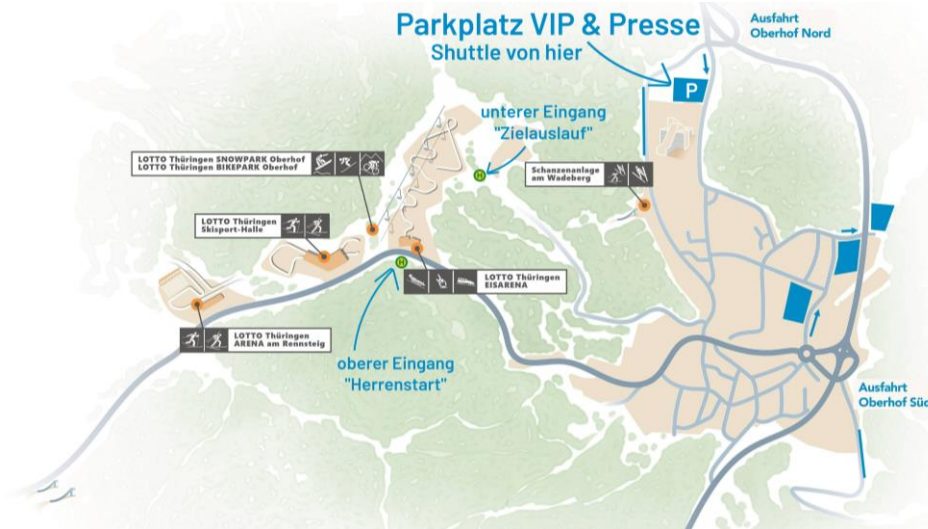 Parkplatz VIP & Presse
Shuttle von hier
Ausfahrt
Oberhof Nord
P
unterer Eingang
"Zielauslauf"
LOTTO Thüringen SNOWPARK Oberhof
LOTTO Thüringen BIKEPARK Oberhof
Schanzenanlage
am Wadeberg
H
LOTTO Thüringen
Skisport-Halle
H
LOTTO Thüringen
EISARENA
LOTTO Thüringen
ARENA am Rennsteig
oberer Eingang
"Herrenstart"
Ausfahrt
Oberhof Süd